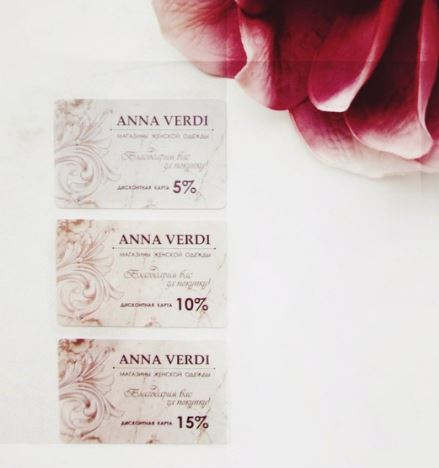 ANNA VERDI
МАГАЗИНЫ ЖЕНСКОЙ ОДЕЖДЫ
Благодарим вас
за покупку!
ДИСКОНТНАЯ КАРТА 5%
ANNA VERDI
МАГАЗИНЫ ЖЕНСКОЙ ОДЕЖДЫ
Благодарим вас
за покупку!
ДИСКОНТНАЯ КАРТА 10%
ANNA VERDI
МАГАЗИНЫ ЖЕНСКОЙ ОДЕЖДЫ
Благодарим вас
за покупку!
ДИСКОНТНАЯ КАРТА 15%